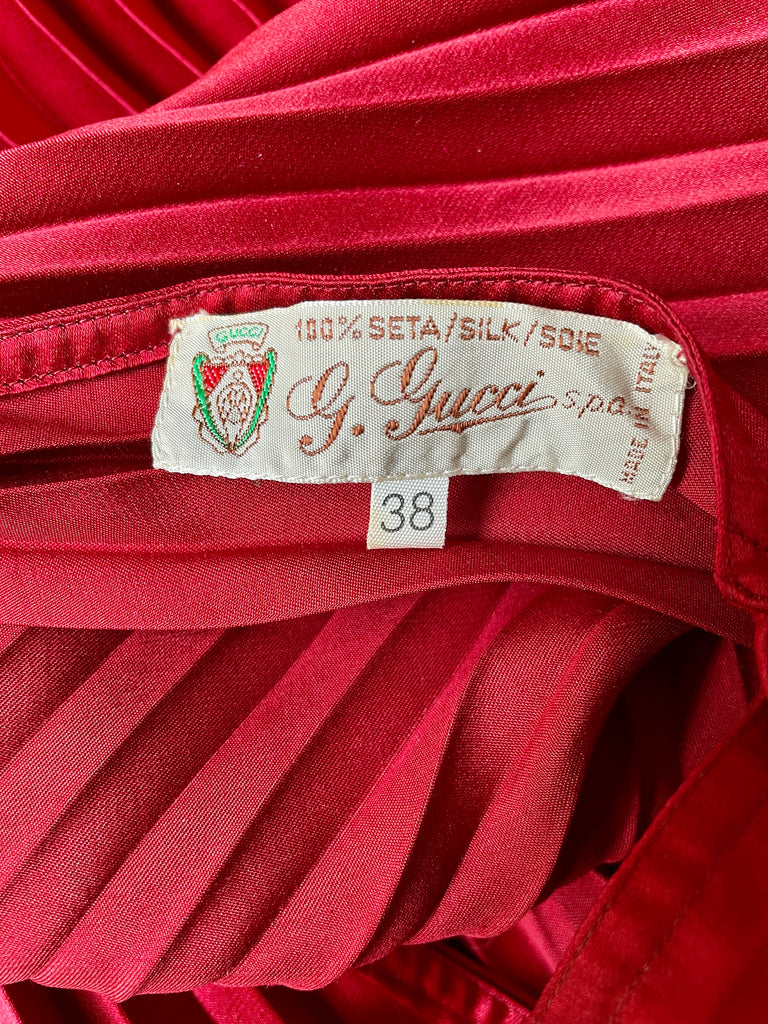 GUCCI
100% SETA/SILK/SOIE
G. Gucci s.p.a.
MADE IN ITALY
38